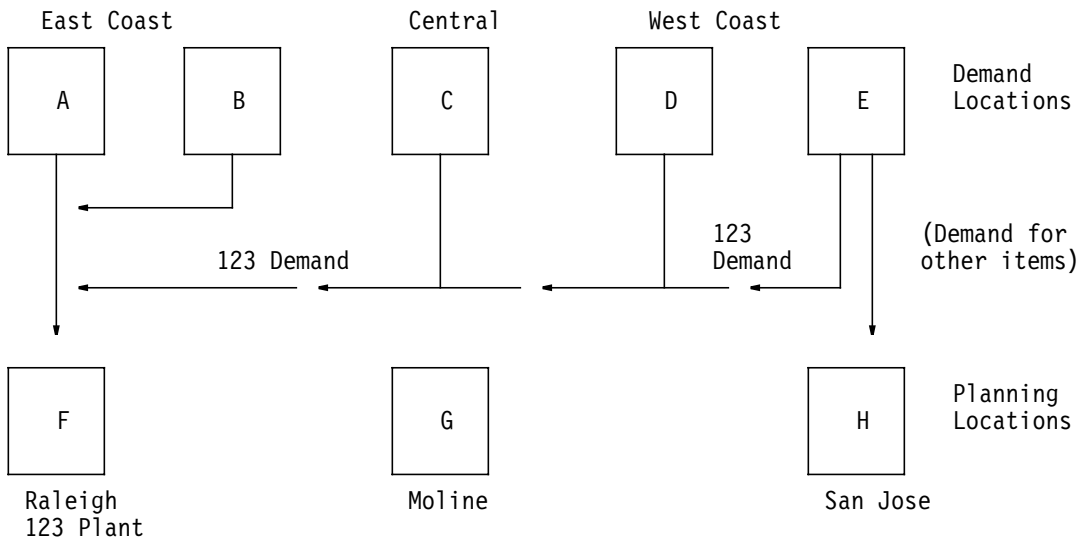 East Coast
Central
West Coast
A
B
C
D
E
Demand
Locations
123 Demand
123
Demand
(Demand for
other items)
F
G
H
Planning
Locations
Raleigh
123 Plant
Moline
San Jose